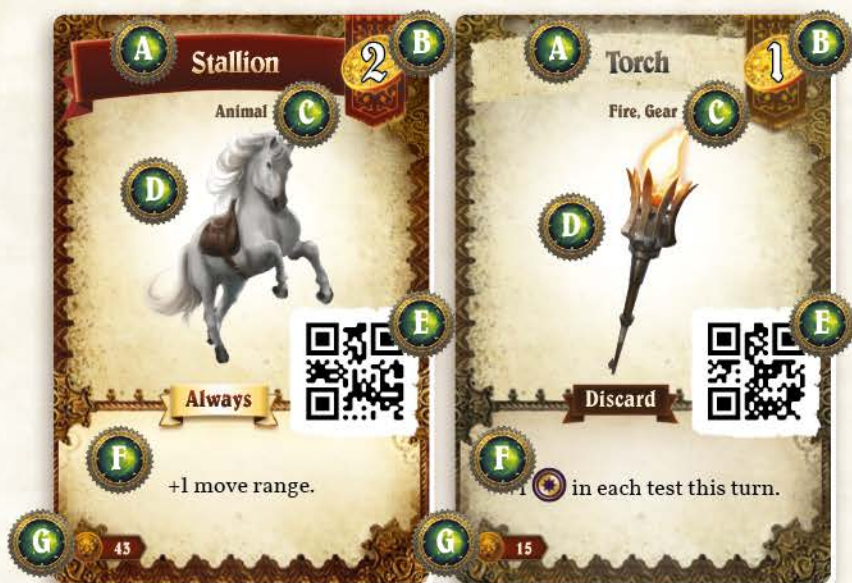 A
Stallion
2
B
Animal
C
D
E
Always
F
+1 move range.
G
43
A
Torch
1
B
Fire, Gear
C
D
E
Discard
F
1 in each test this turn.
G
15